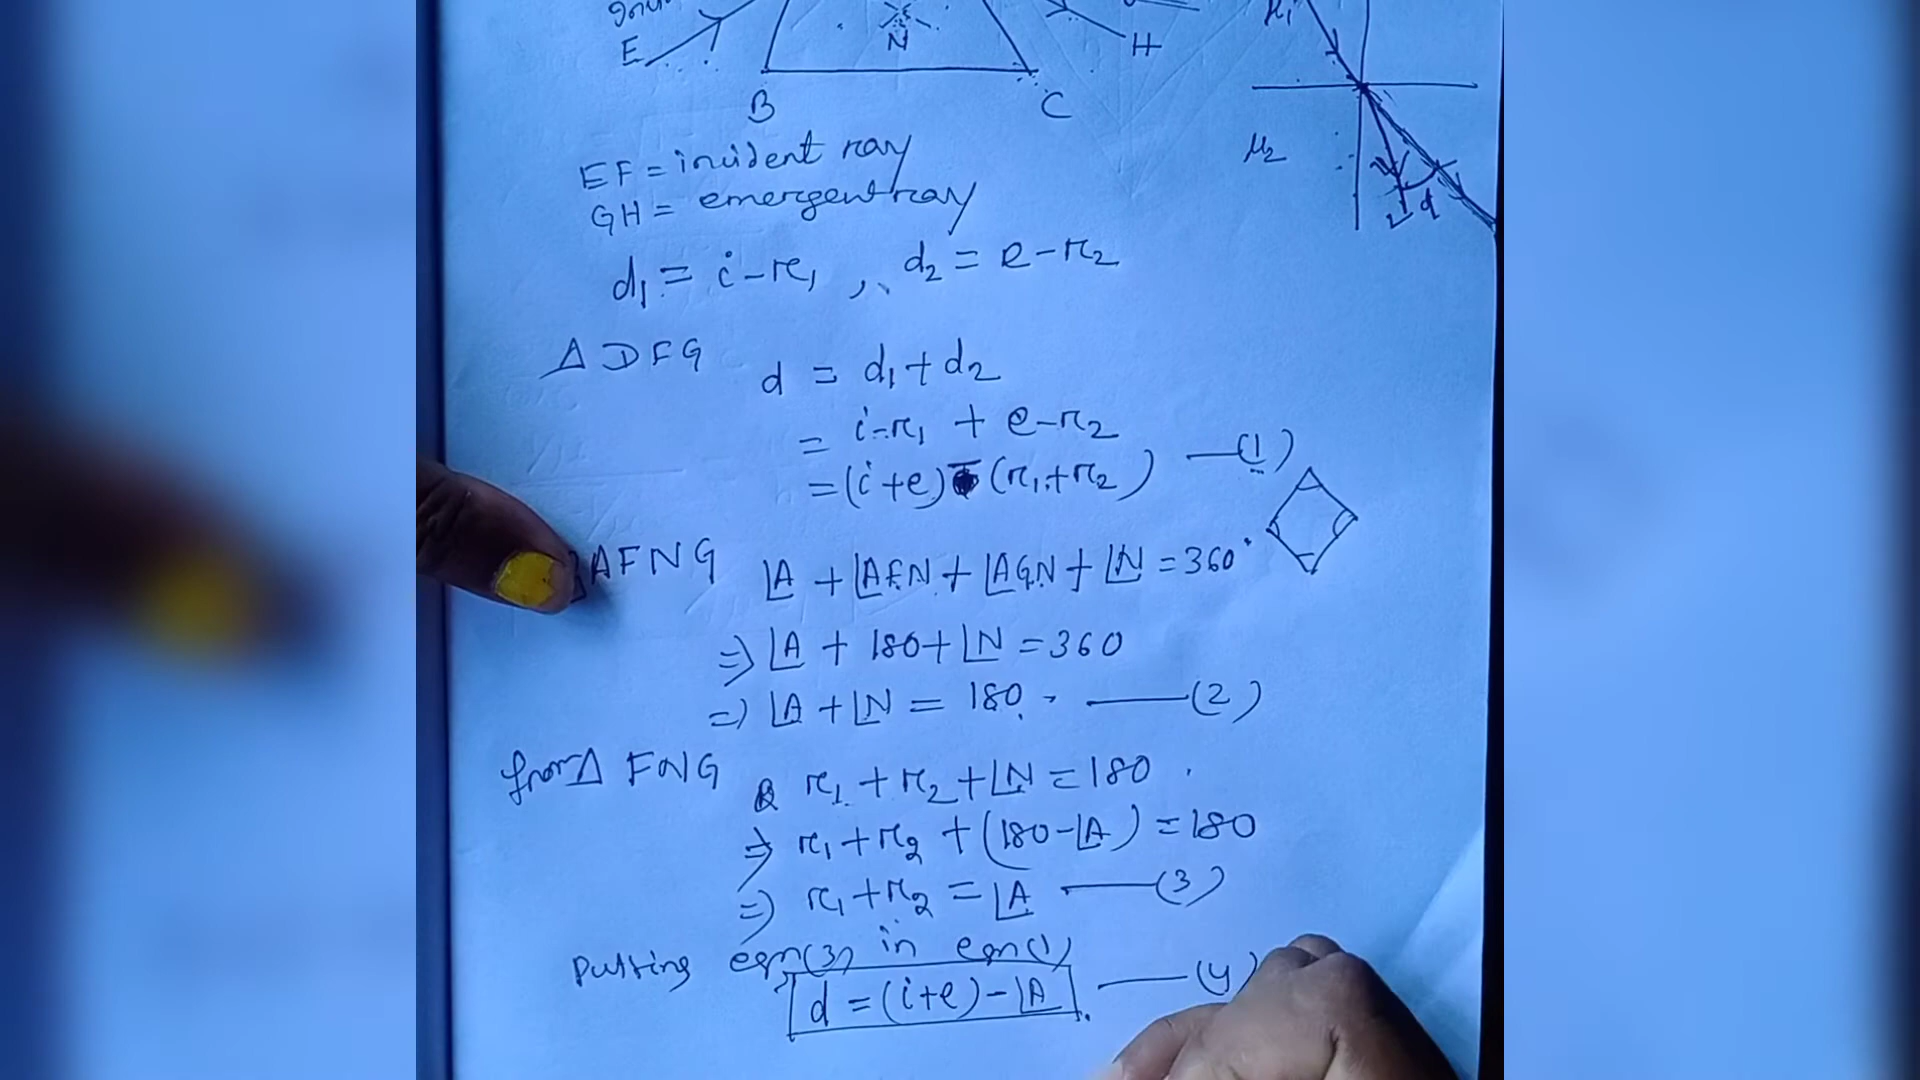 E
N
H
μ1
B
C
μ2
d
EF = incident ray
GH = emergent ray
d1 = i-r1 , d2 = e-r2
Δ DFG d = d1 + d2
= i-r1 + e-r2
= (i+e) - (r1+r2) —(1)
AFNG ∠A + ∠AFN + ∠AGN + ∠N = 360°
⇒ ∠A + 180 + ∠N = 360
⇒ ∠A + ∠N = 180 . —(2)
from Δ FNG r1 + r2 + ∠N = 180 .
⇒ r1 + r2 + (180-∠A) = 180
⇒ r1 + r2 = ∠A —(3)
Putting eqn(3) in eqn(1)
d = (i+e) - ∠A . —(4)